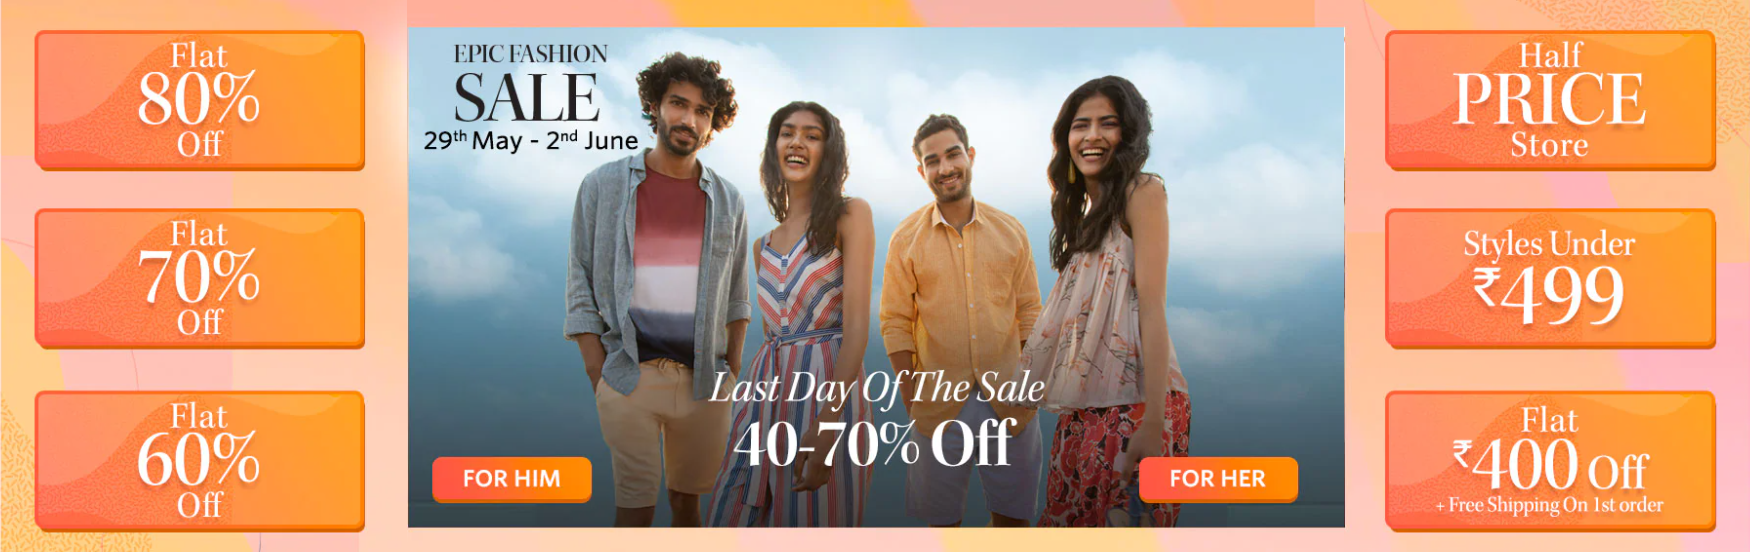 Flat
80%
Off
Flat
70%
Off
Flat
60%
Off
EPIC FASHION
SALE
29th May - 2nd June
Last Day Of The Sale
40-70% Off
FOR HIM
FOR HER
Half
PRICE
Store
Styles Under
₹499
Flat
₹400 Off
+ Free Shipping On 1st order